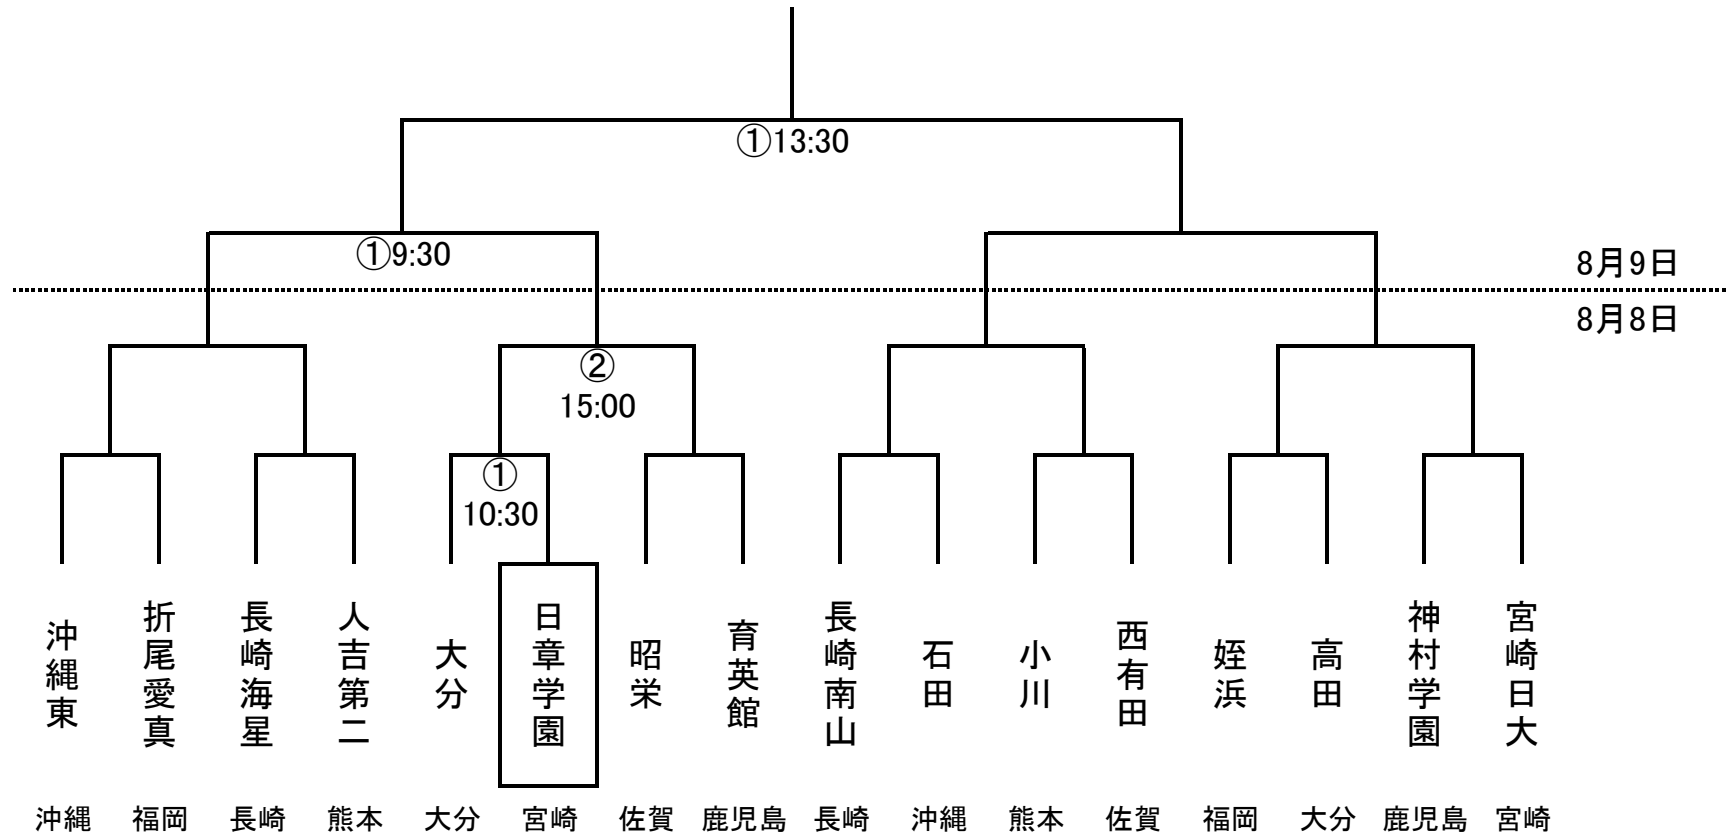 ①13:30
①9:30
8月9日
8月8日
②
15:00
①
10:30
沖縄東
折尾愛真
長崎海星
人吉第二
大分
日章学園
昭栄
育英館
長崎南山
石田
小川
西有田
姪浜
高田
神村学園
宮崎日大
沖縄 福岡 長崎 熊本 大分 宮崎 佐賀 鹿児島 長崎 沖縄 熊本 佐賀 福岡 大分 鹿児島 宮崎